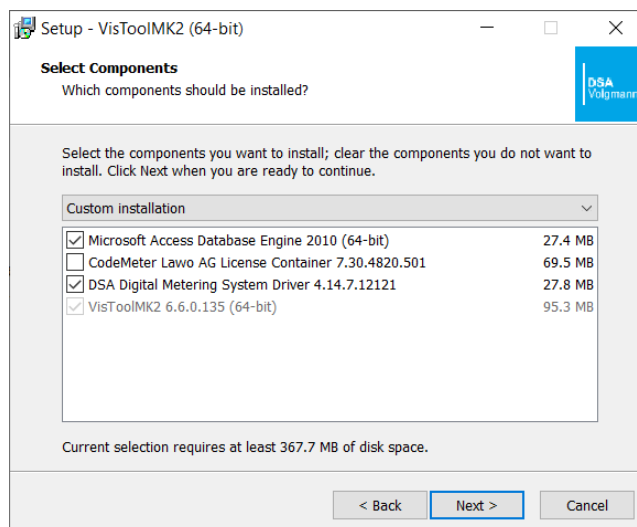 Setup - VisToolMK2 (64-bit)
Select Components
Which components should be installed?
DSA
Volgmann
Select the components you want to install; clear the components you do not want to
install. Click Next when you are ready to continue.
Custom installation
Microsoft Access Database Engine 2010 (64-bit) 27.4 MB
CodeMeter Lawo AG License Container 7.30.4820.501 69.5 MB
DSA Digital Metering System Driver 4.14.7.12121 27.8 MB
VisToolMK2 6.6.0.135 (64-bit) 95.3 MB
Current selection requires at least 367.7 MB of disk space.
< Back Next > Cancel